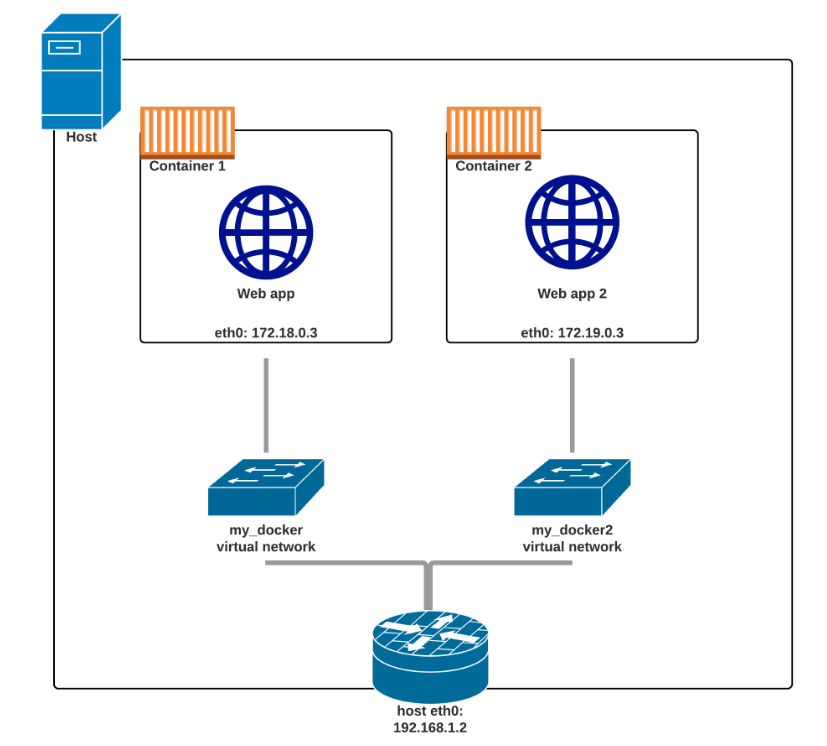 Host
Container 1
Container 2
Web app
Web app 2
eth0: 172.18.0.3
eth0: 172.19.0.3
my_docker
virtual network
my_docker2
virtual network
host eth0:
192.168.1.2